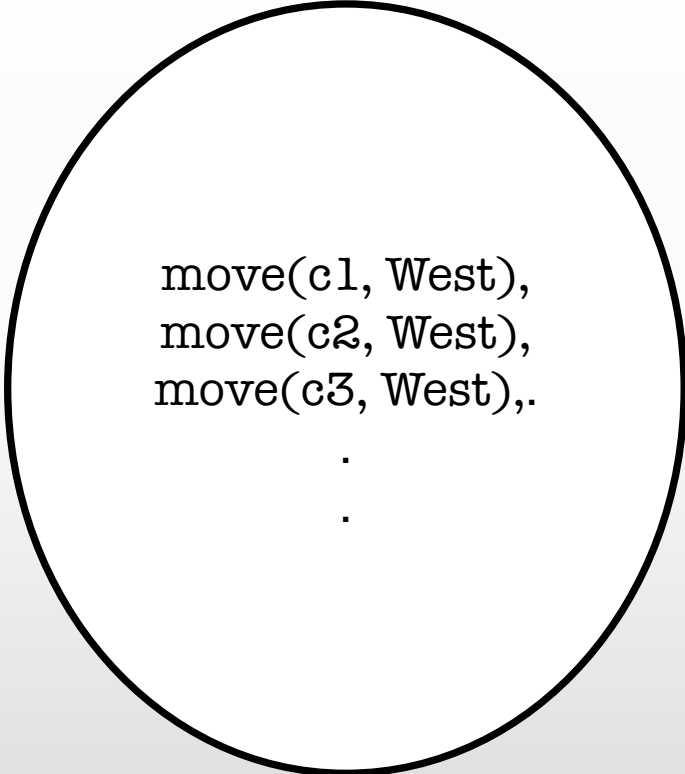 move(c1, West),
move(c2, West),
move(c3, West),.
.
.